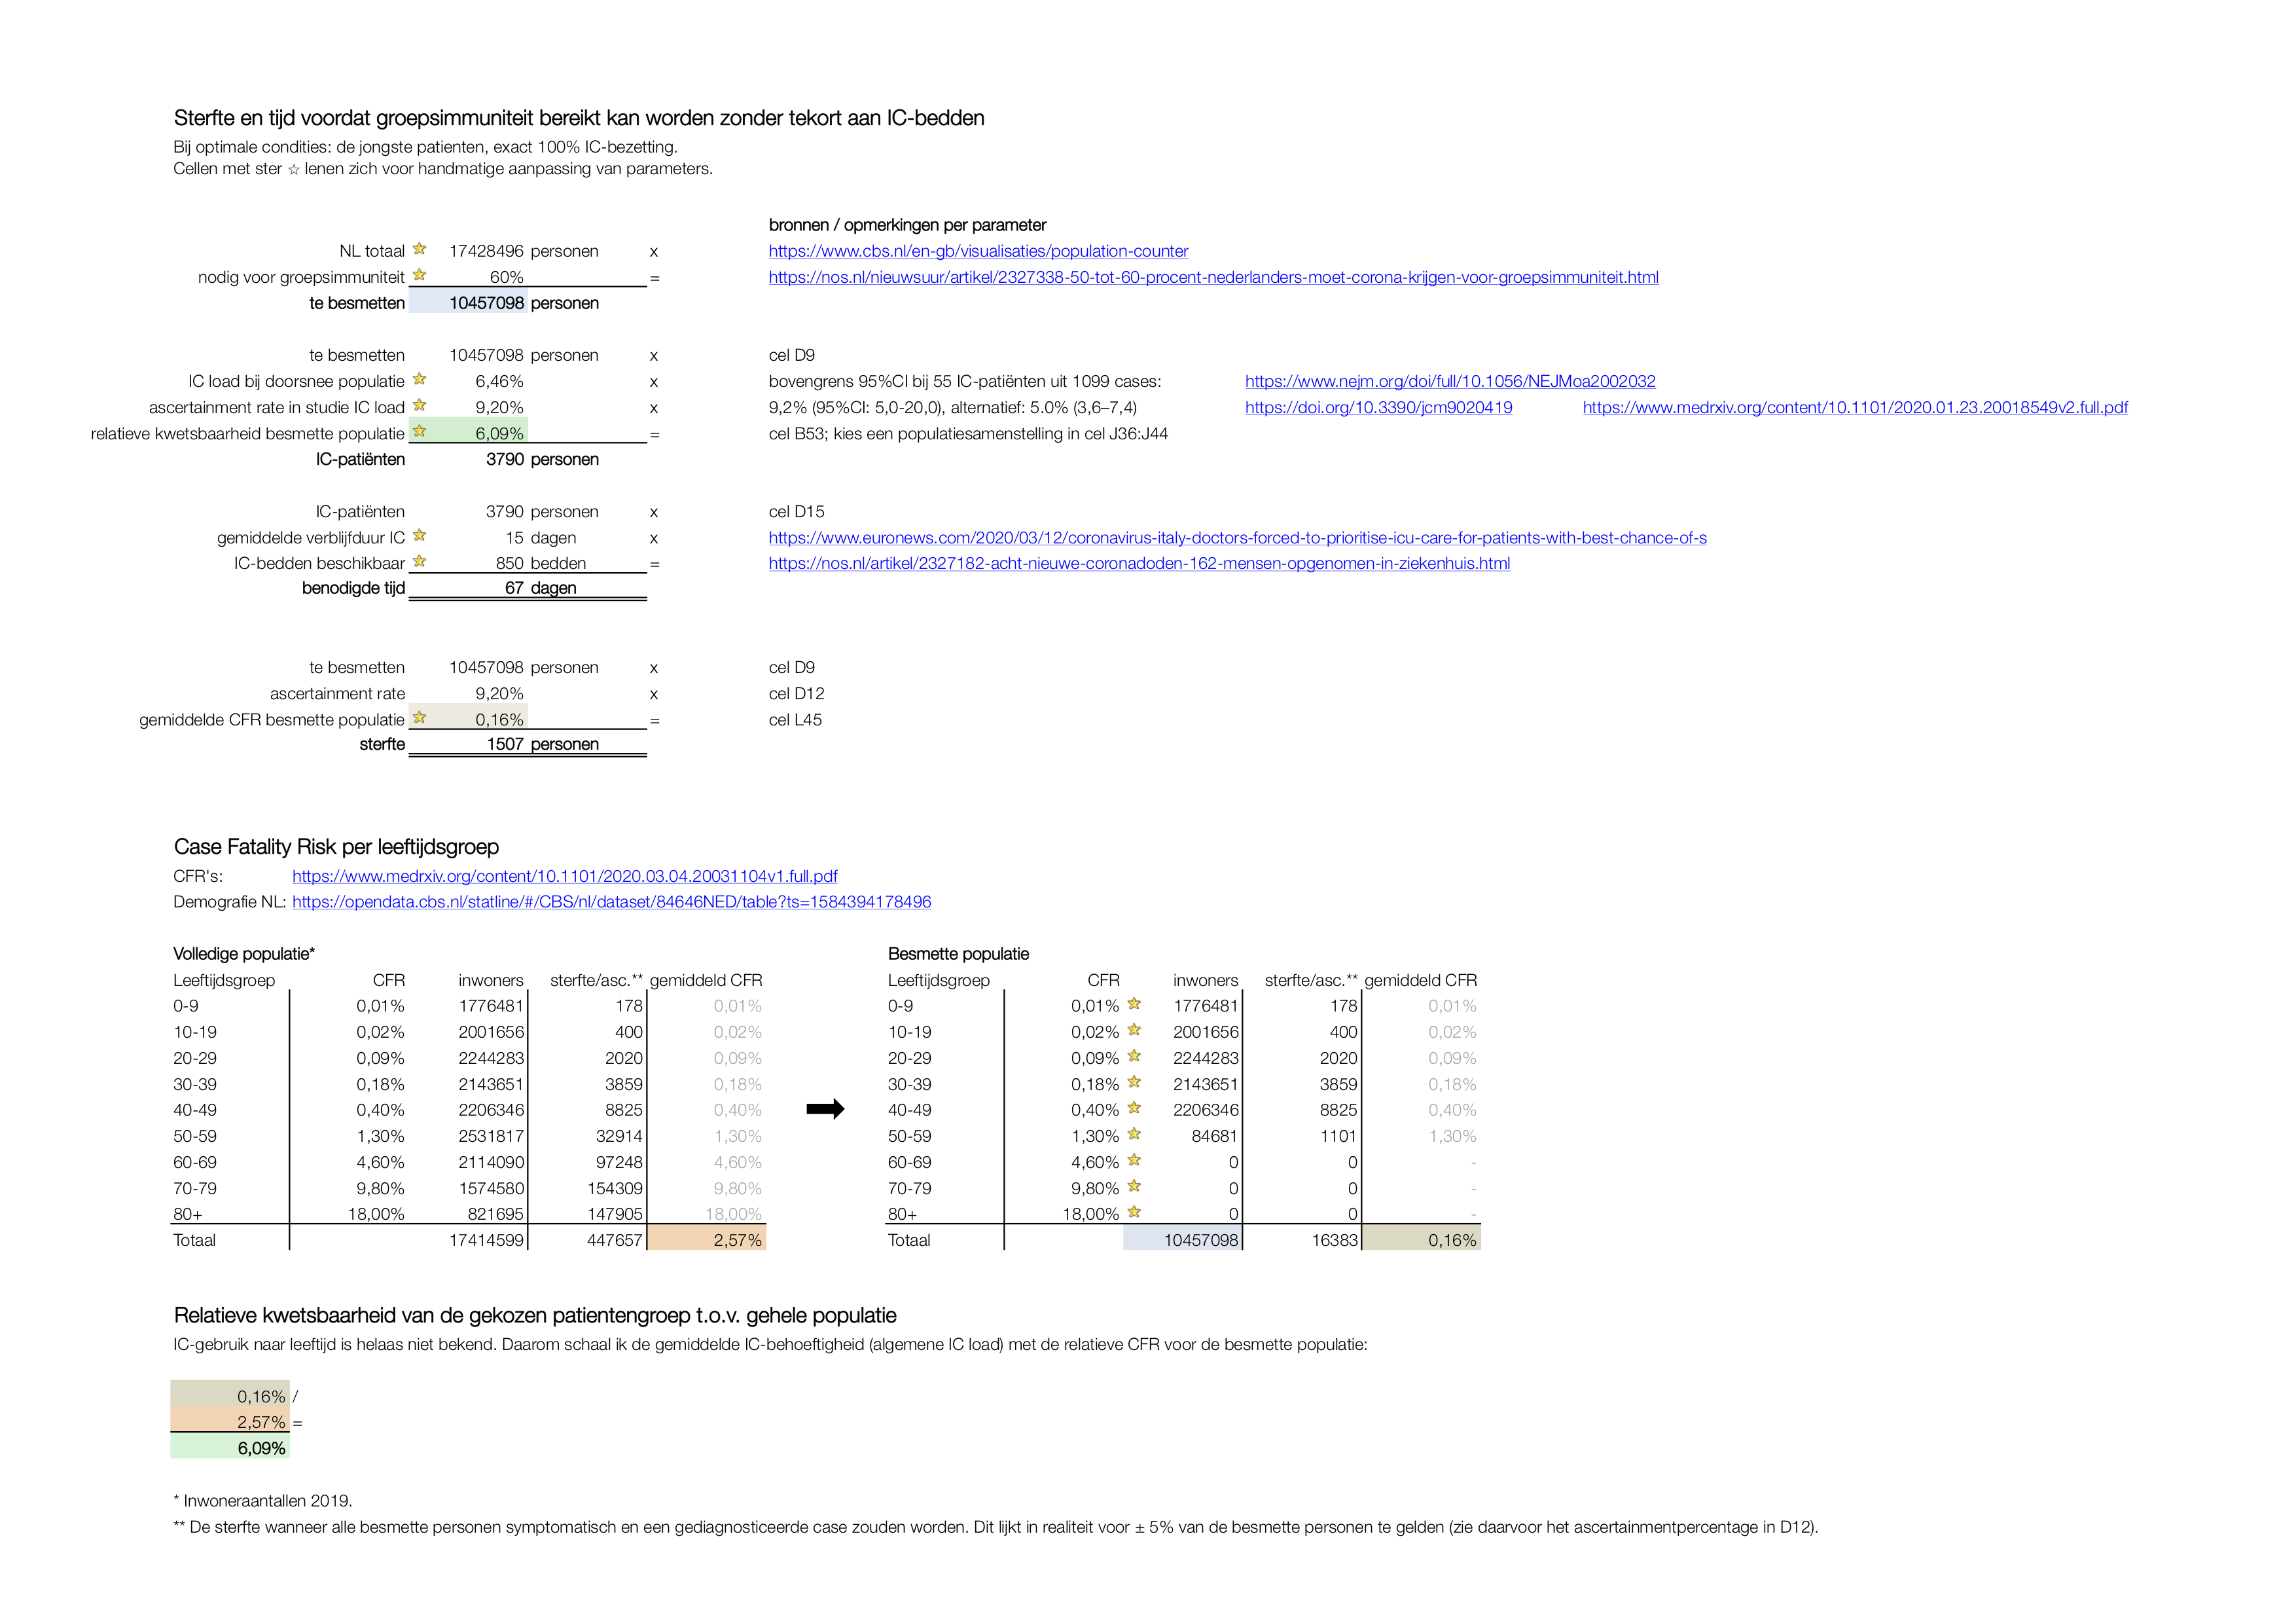 Sterfte en tijd voordat groepsimmuniteit bereikt kan worden zonder tekort aan IC-bedden
Bij optimale condities: de jongste patienten, exact 100% IC-bezetting.
Cellen met ster ☆ lenen zich voor handmatige aanpassing van parameters.
bronnen / opmerkingen per parameter
NL totaal 17428496 personen x https://www.cbs.nl/en-gb/visualisaties/population-counter
nodig voor groepsimmuniteit 60% = https://nos.nl/nieuwsuur/artikel/2327338-50-tot-60-procent-nederlanders-moet-corona-krijgen-voor-groepsimmuniteit.html
te besmetten 10457098 personen
te besmetten 10457098 personen x cel D9
IC load bij doorsnee populatie 6,46% x bovengrens 95%CI bij 55 IC-patiënten uit 1099 cases: https://www.nejm.org/doi/full/10.1056/NEJMoa2002032
ascertainment rate in studie IC load 9,20% x 9,2% (95%CI: 5,0-20,0), alternatief: 5.0% (3,6–7,4) https://doi.org/10.3390/jcm9020419 https://www.medrxiv.org/content/10.1101/2020.01.23.20018549v2.full.pdf
relatieve kwetsbaarheid besmette populatie 6,09% = cel B53; kies een populatiesamenstelling in cel J36:J44
IC-patiënten 3790 personen
IC-patiënten 3790 personen x cel D15
gemiddelde verblijfduur IC 15 dagen x https://www.euronews.com/2020/03/12/coronavirus-italy-doctors-forced-to-prioritise-icu-care-for-patients-with-best-chance-of-s
IC-bedden beschikbaar 850 bedden = https://nos.nl/artikel/2327182-acht-nieuwe-coronadoden-162-mensen-opgenomen-in-ziekenhuis.html
benodigde tijd 67 dagen
te besmetten 10457098 personen x cel D9
ascertainment rate 9,20% x cel D12
gemiddelde CFR besmette populatie 0,16% = cel L45
sterfte 1507 personen
Case Fatality Risk per leeftijdsgroep
CFR's: https://www.medrxiv.org/content/10.1101/2020.03.04.20031104v1.full.pdf
Demografie NL: https://opendata.cbs.nl/statline/#/CBS/nl/dataset/84646NED/table?ts=1584394178496
Volledige populatie* Besmette populatie
Leeftijdsgroep CFR inwoners sterfte/asc.** gemiddeld CFR Leeftijdsgroep CFR inwoners sterfte/asc.** gemiddeld CFR
0-9 0,01% 1776481 178 0,01% 0-9 0,01% 1776481 178 0,01%
10-19 0,02% 2001656 400 0,02% 10-19 0,02% 2001656 400 0,02%
20-29 0,09% 2244283 2020 0,09% 20-29 0,09% 2244283 2020 0,09%
30-39 0,18% 2143651 3859 0,18% 30-39 0,18% 2143651 3859 0,18%
40-49 0,40% 2206346 8825 0,40% 40-49 0,40% 2206346 8825 0,40%
50-59 1,30% 2531817 32914 1,30% 50-59 1,30% 84681 1101 1,30%
60-69 4,60% 2114090 97248 4,60% 60-69 4,60% 0 0 -
70-79 9,80% 1574580 154309 9,80% 70-79 9,80% 0 0 -
80+ 18,00% 821695 147905 18,00% 80+ 18,00% 0 0 -
Totaal 17414599 447657 2,57% Totaal 10457098 16383 0,16%
Relatieve kwetsbaarheid van de gekozen patientengroep t.o.v. gehele populatie
IC-gebruik naar leeftijd is helaas niet bekend. Daarom schaal ik de gemiddelde IC-behoeftigheid (algemene IC load) met de relatieve CFR voor de besmette populatie:
0,16% /
2,57% =
6,09%
* Inwoneraantallen 2019.
** De sterfte wanneer alle besmette personen symptomatisch en een gediagnosticeerde case zouden worden. Dit lijkt in realiteit voor ± 5% van de besmette personen te gelden (zie daarvoor het ascertainmentpercentage in D12).